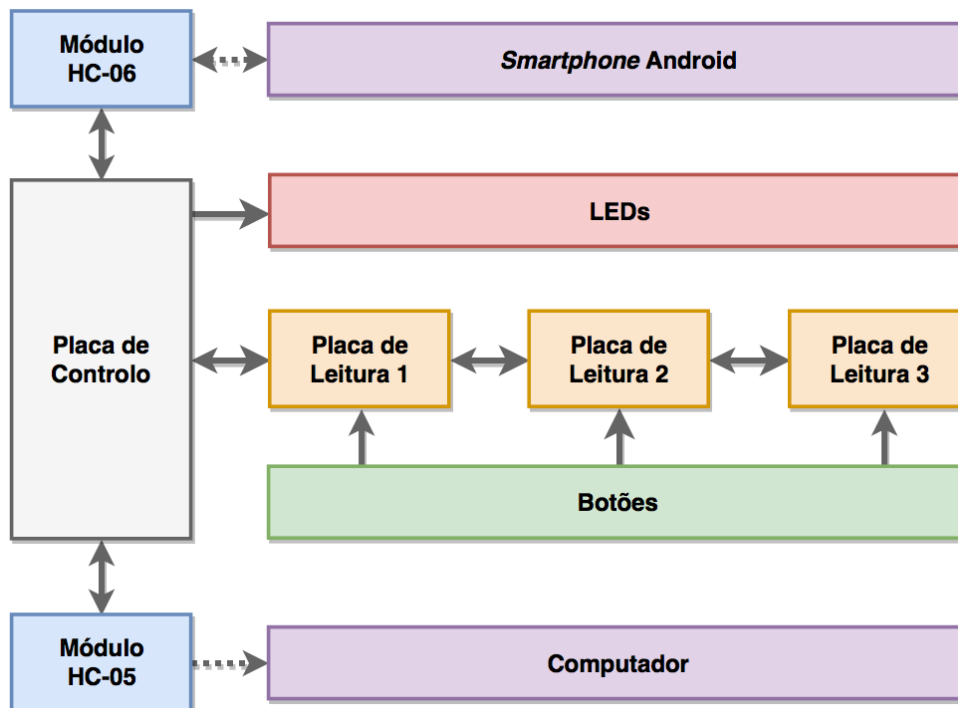 Módulo
HC-06
Smartphone Android
LEDs
Placa de
Controlo
Placa de
Leitura 1
Placa de
Leitura 2
Placa de
Leitura 3
Botões
Módulo
HC-05
Computador